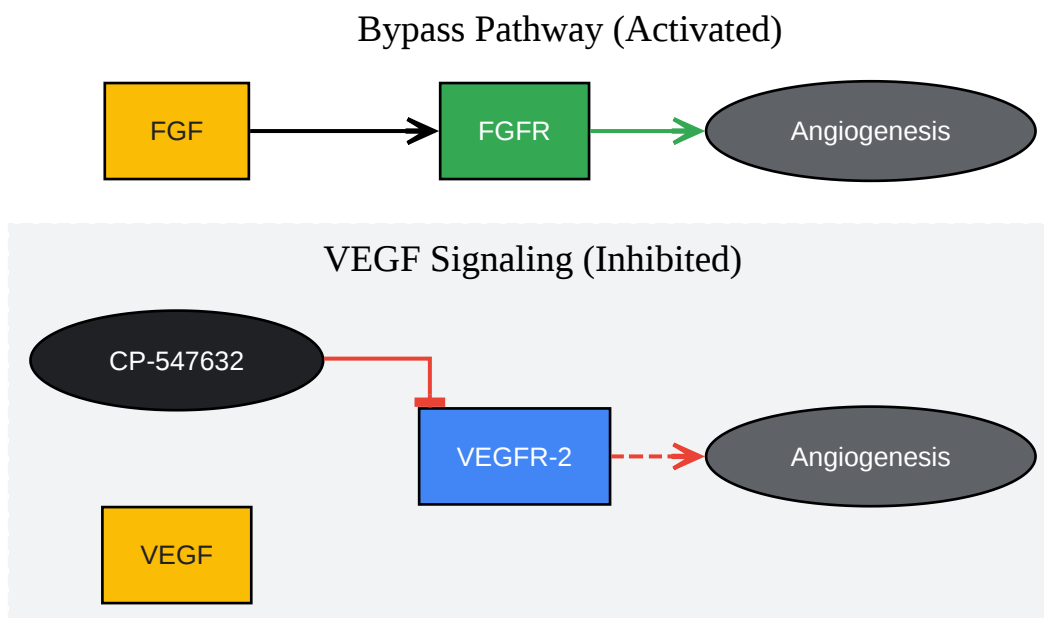 Bypass Pathway (Activated)
FGF
FGFR
Angiogenesis
VEGF Signaling (Inhibited)
CP-547632
VEGFR-2
Angiogenesis
VEGF